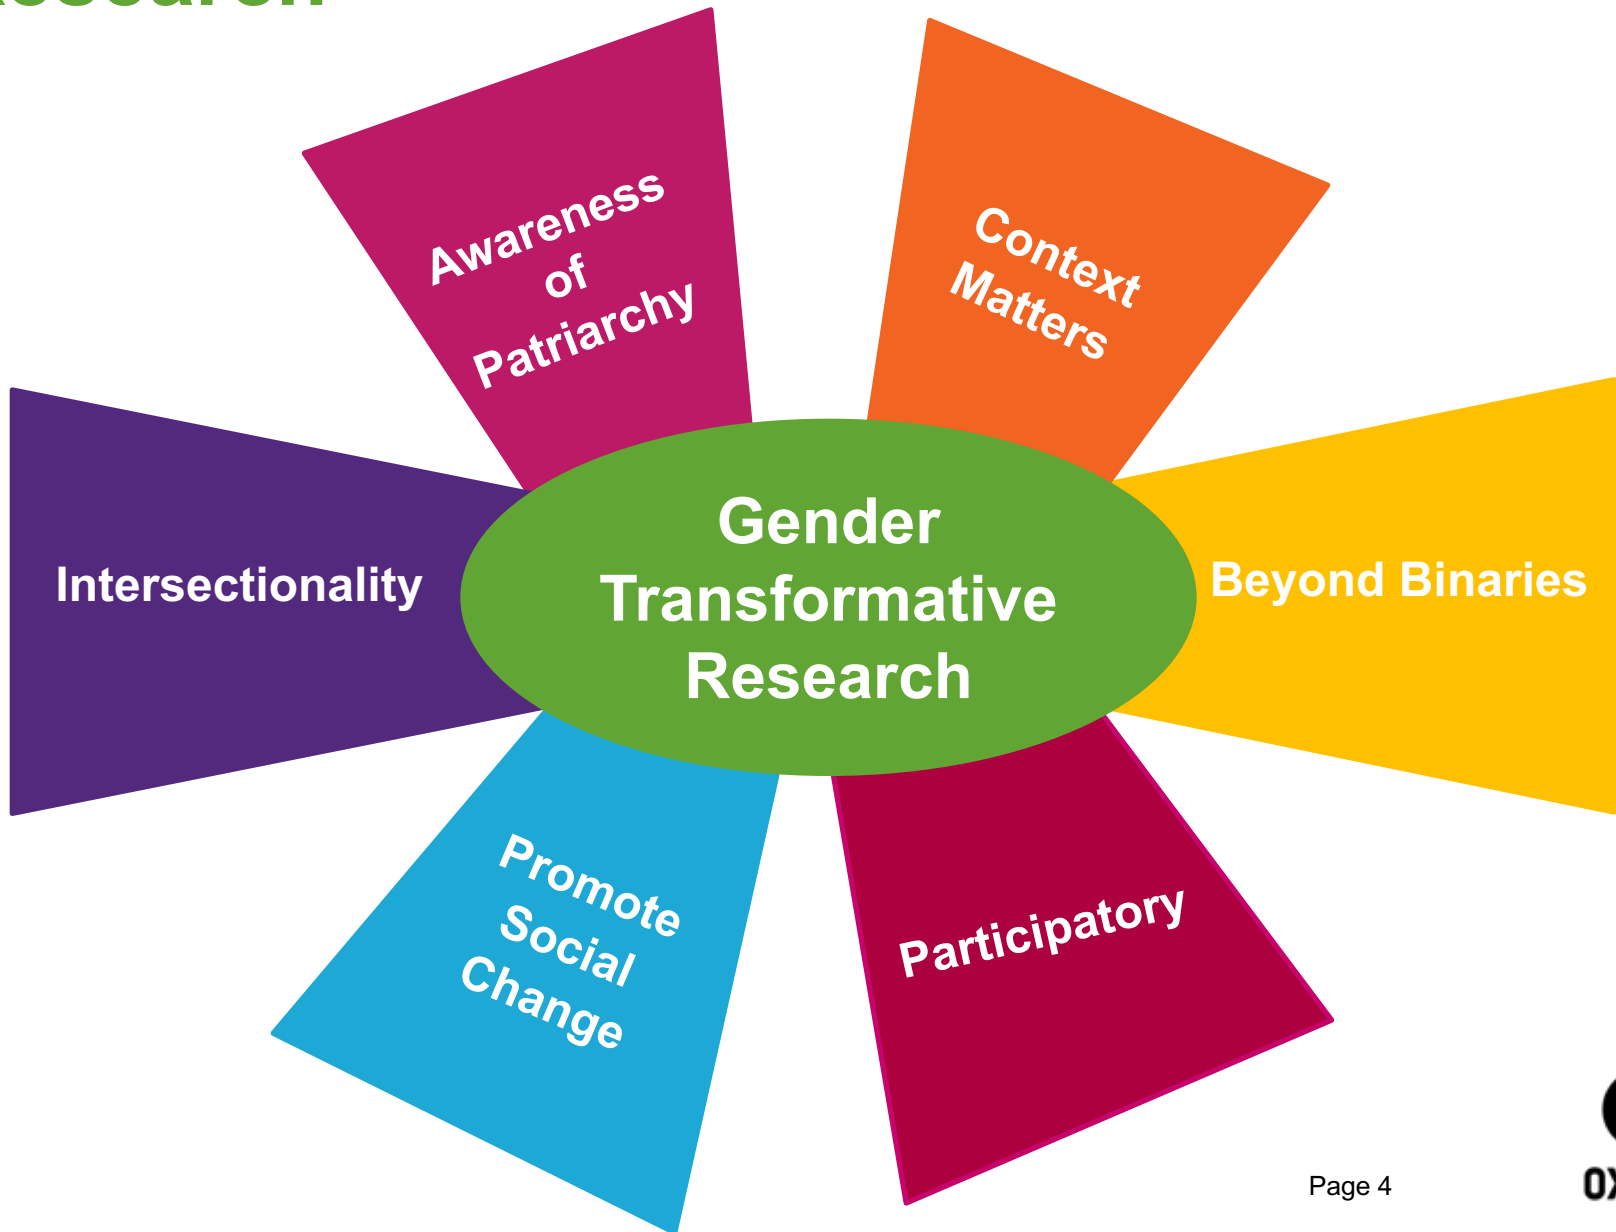 Awareness
of
Patriarchy
Context
Matters
Intersectionality
Gender
Transformative
Research
Beyond Binaries
Promote
Social
Change
Participatory
Page 4